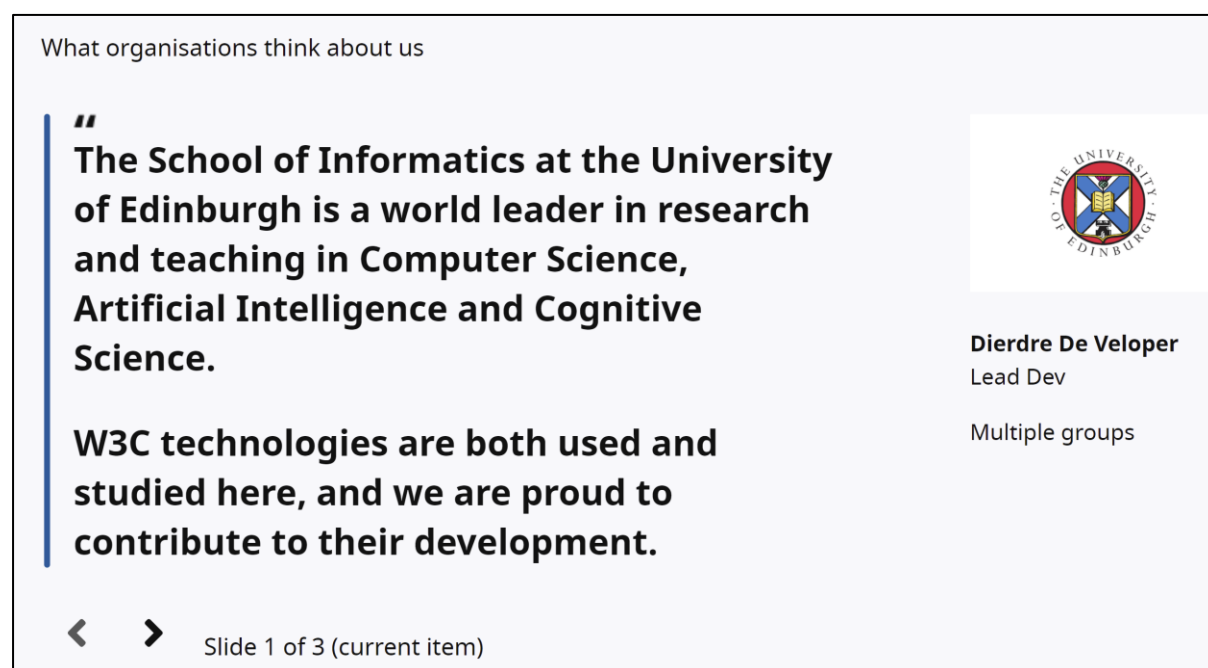 What organisations think about us
“
The School of Informatics at the University
of Edinburgh is a world leader in research
and teaching in Computer Science,
Artificial Intelligence and Cognitive
Science.
W3C technologies are both used and
studied here, and we are proud to
contribute to their development.
THE UNIVERSITY OF EDINBURGH
Dierdre De Veloper
Lead Dev
Multiple groups
Slide 1 of 3 (current item)